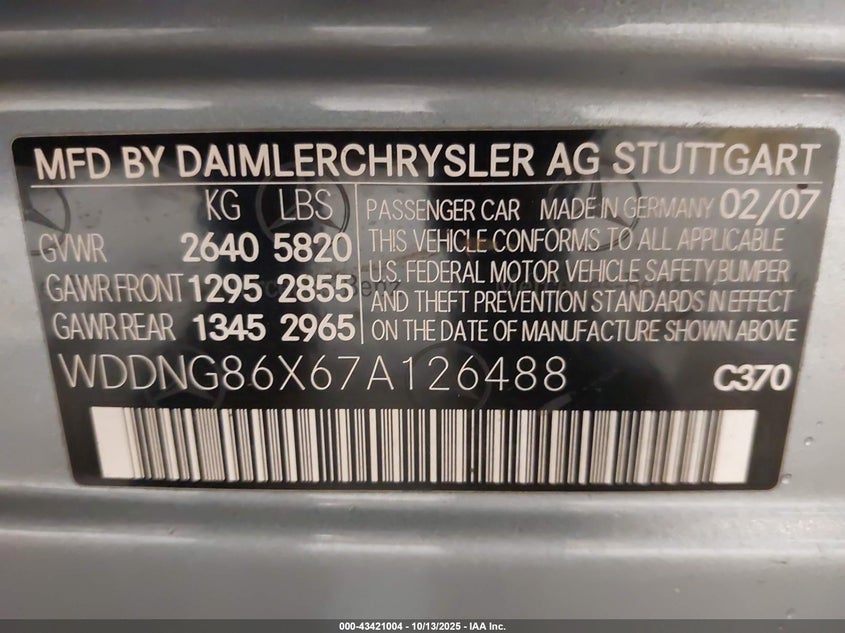 MFD BY DAIMLERCHRYSLER AG STUTTGART
KG LBS
GVWR 2640 5820
GAWR FRONT 1295 2855
GAWR REAR 1345 2965
PASSENGER CAR MADE IN GERMANY 02/07
THIS VEHICLE CONFORMS TO ALL APPLICABLE
U.S. FEDERAL MOTOR VEHICLE SAFETY BUMPER
AND THEFT PREVENTION STANDARDS IN EFFECT
ON THE DATE OF MANUFACTURE SHOWN ABOVE
WDDNG86X67A126488 C370
000-43421004 - 10/13/2025 - IAA Inc.